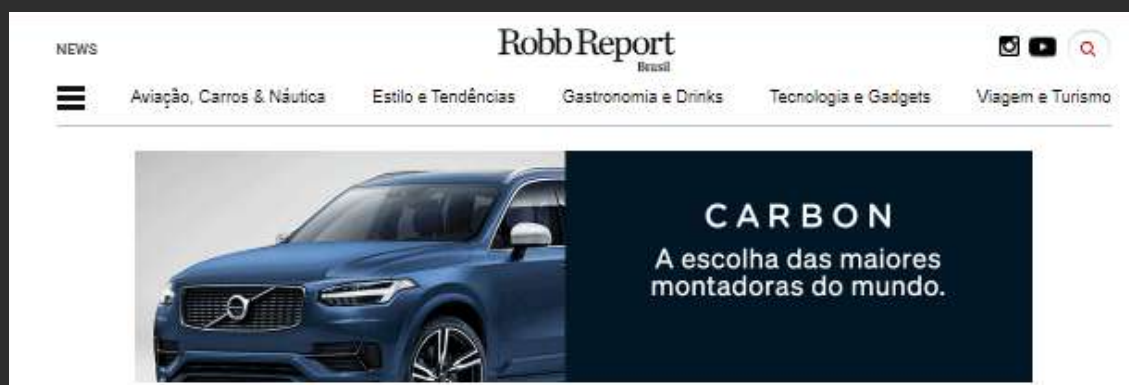 NEWS
Robb Report
Brasil
Aviação, Carros & Náutica
Estilo e Tendências
Gastronomia e Drinks
Tecnologia e Gadgets
Viagem e Turismo
CARBON
A escolha das maiores
montadoras do mundo.